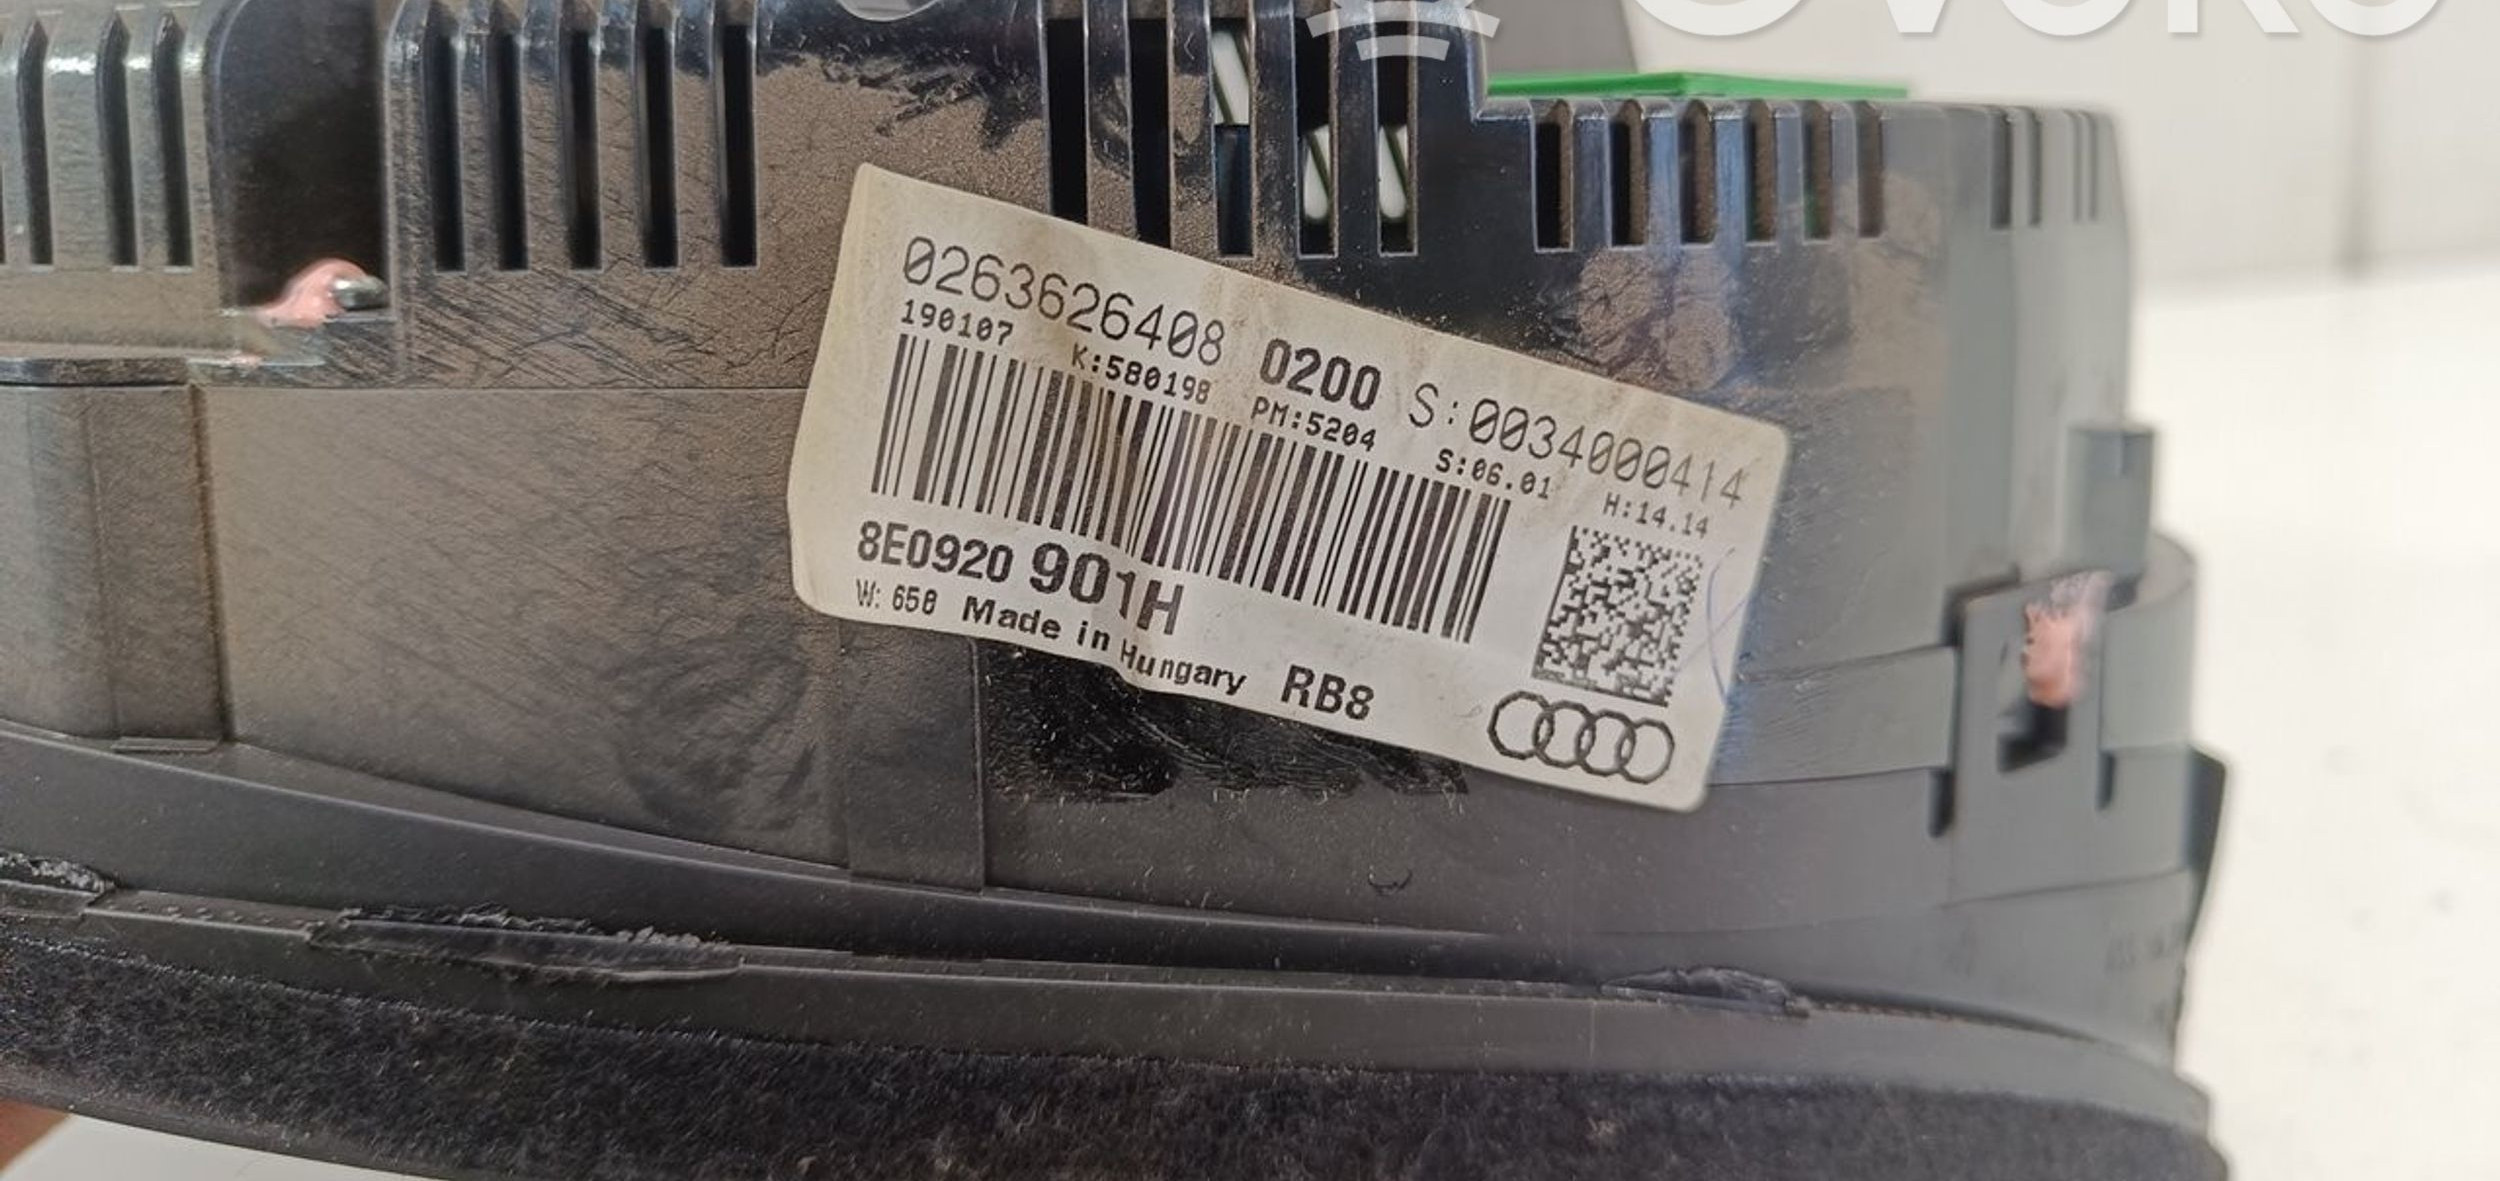 0263626408 0200 S:0034000414
190107 K:580198 PM:5204 S:06.01 H:14.14
8E0920 901H
W: 650 Made in Hungary RB8